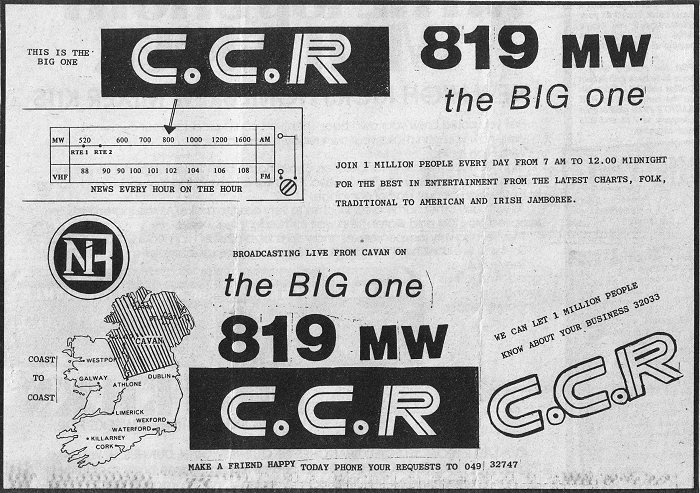 THIS IS THE
BIG ONE
C.C.R
819 MW
the BIG one
MW 520 600 700 800 1000 1200 1600 AM
RTE 1 RTE 2
VHF 88 90 90 100 101 102 104 106 108 FM
NEWS EVERY HOUR ON THE HOUR
JOIN 1 MILLION PEOPLE EVERY DAY FROM 7 AM TO 12.00 MIDNIGHT
FOR THE BEST IN ENTERTAINMENT FROM THE LATEST CHARTS, FOLK,
TRADITIONAL TO AMERICAN AND IRISH JAMBOREE.
BROADCASTING LIVE FROM CAVAN ON
the BIG one
819 MW
C.C.R
COAST
TO
COAST
CAVAN
WESTPORT
GALWAY
DUBLIN
ATHLONE
LIMERICK
WEXFORD
WATERFORD
KILLARNEY
CORK
WE CAN LET 1 MILLION PEOPLE
KNOW ABOUT YOUR BUSINESS 32033
C.C.R
MAKE A FRIEND HAPPY TODAY PHONE YOUR REQUESTS TO 049 32747